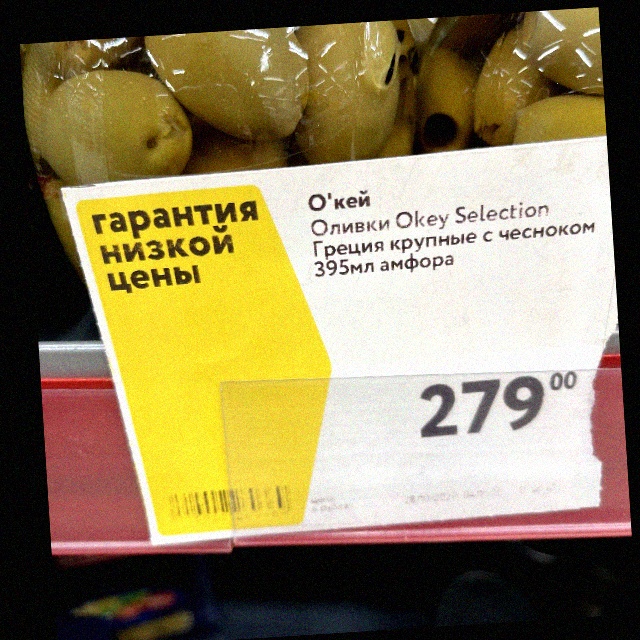 гарантия
низкой
цены
О'кей
Оливки Okey Selection
Греция крупные с чесноком
395мл амфора
279 00